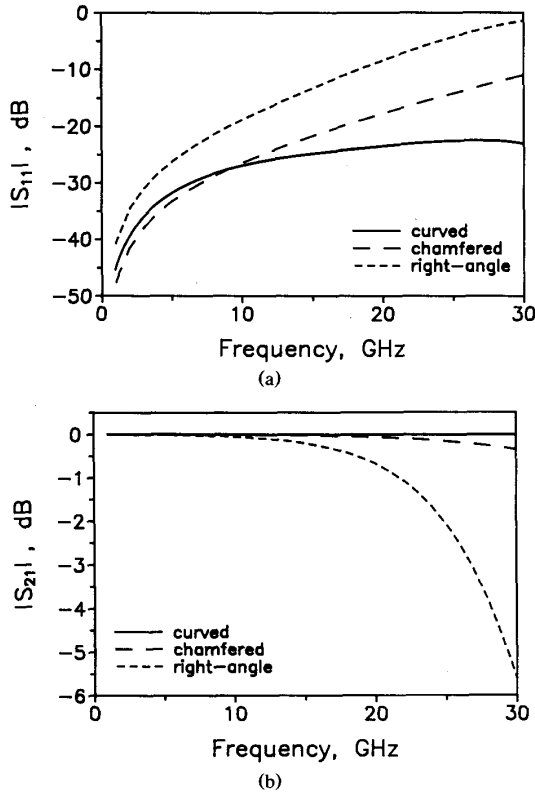 0
-10
-20
-30
-40
-50
|S11| , dB
curved
chamfered
right-angle
0 10 20 30
Frequency, GHz
(a)
0
-1
-2
-3
-4
-5
-6
|S21| , dB
curved
chamfered
right-angle
0 10 20 30
Frequency, GHz
(b)